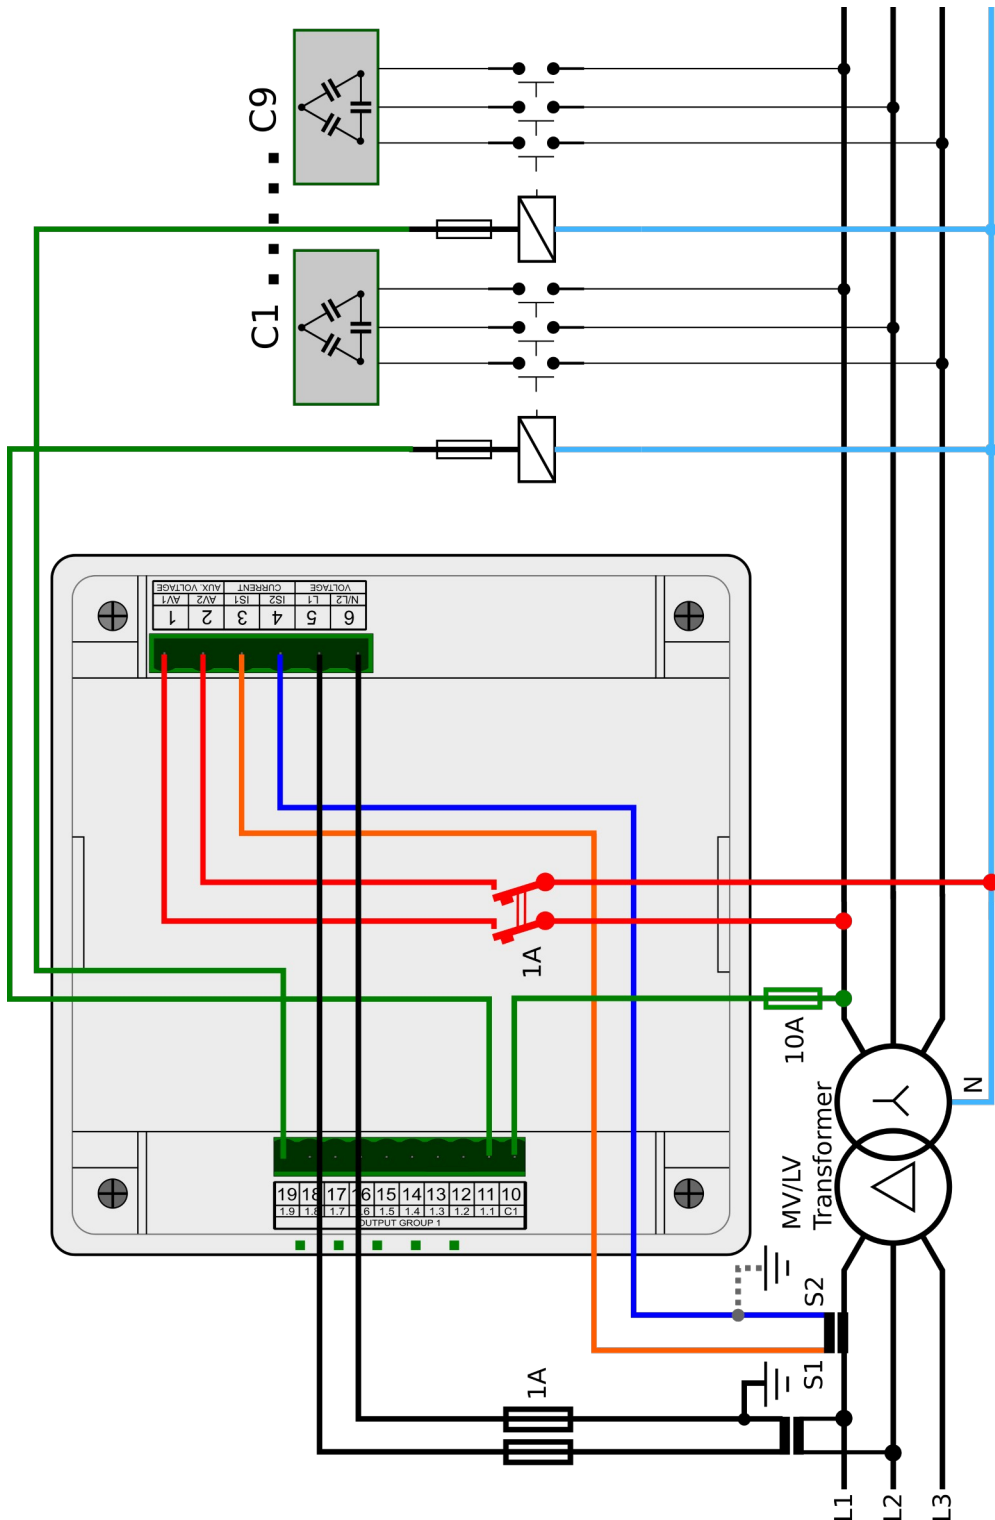 C9
C1
AUX. VOLTAGE
CURRENT
VOLTAGE
AV1
AV2
IS1
IS2
L1
N/L2
1
2
3
4
5
6
1A
10A
N
MV/LV
Transformer
19 18 17 16 15 14 13 12 11 10
1.9 1.8 1.7 .6 1.5 1.4 1.3 1.2 1.1 C1
OUTPUT GROUP 1
S2
S1
1A
L1
L2
L3